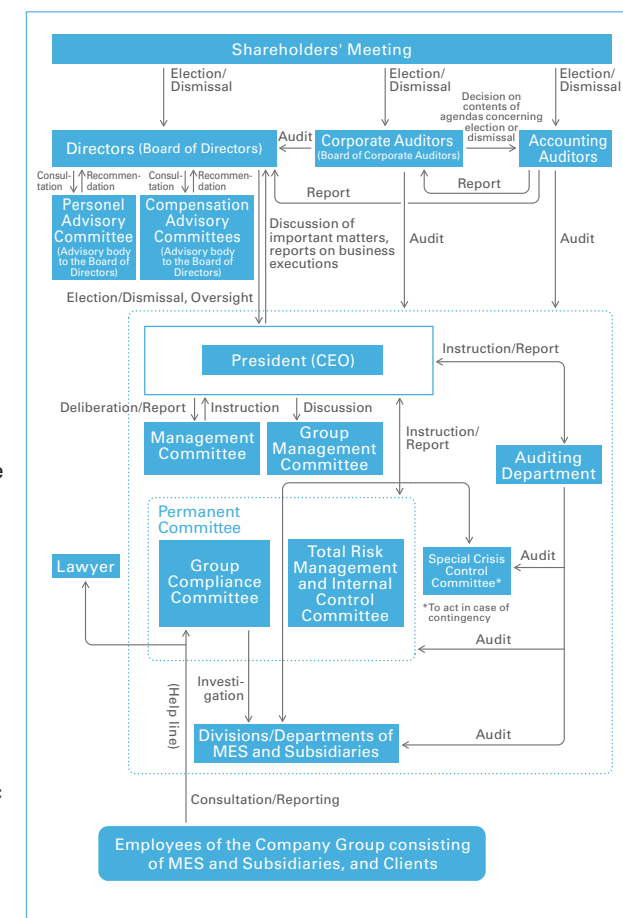 Shareholders' Meeting
Election/
Dismissal
Election/
Dismissal
Decision on
contents of
agendas concerning
election or
dismissal
Election/
Dismissal
Directors (Board of Directors)
Audit
Corporate Auditors
(Board of Corporate Auditors)
Accounting
Auditors
Consul-
tation
Recommen-
dation
Consul-
tation
Recommen-
dation
Report
Report
Personel
Advisory
Committee
(Advisory body
to the Board of
Directors)
Compensation
Advisory
Committees
(Advisory body
to the Board of
Directors)
Discussion of
important matters,
reports on business
executions
Audit
Audit
Election/Dismissal, Oversight
President (CEO)
Instruction/Report
Deliberation/Report
Instruction
Discussion
Management
Committee
Group
Management
Committee
Instruction/
Report
Auditing
Department
e
Permanent
Committee
Lawyer
Group
Compliance
Committee
Total Risk
Management
and Internal
Control
Committee
Special Crisis
Control
Committee*
Audit
*To act in case of
contingency
Audit
(Help line)
Investi-
gation
Divisions/Departments of
MES and Subsidiaries
Audit
Consultation/Reporting
Employees of the Company Group consisting
of MES and Subsidiaries, and Clients